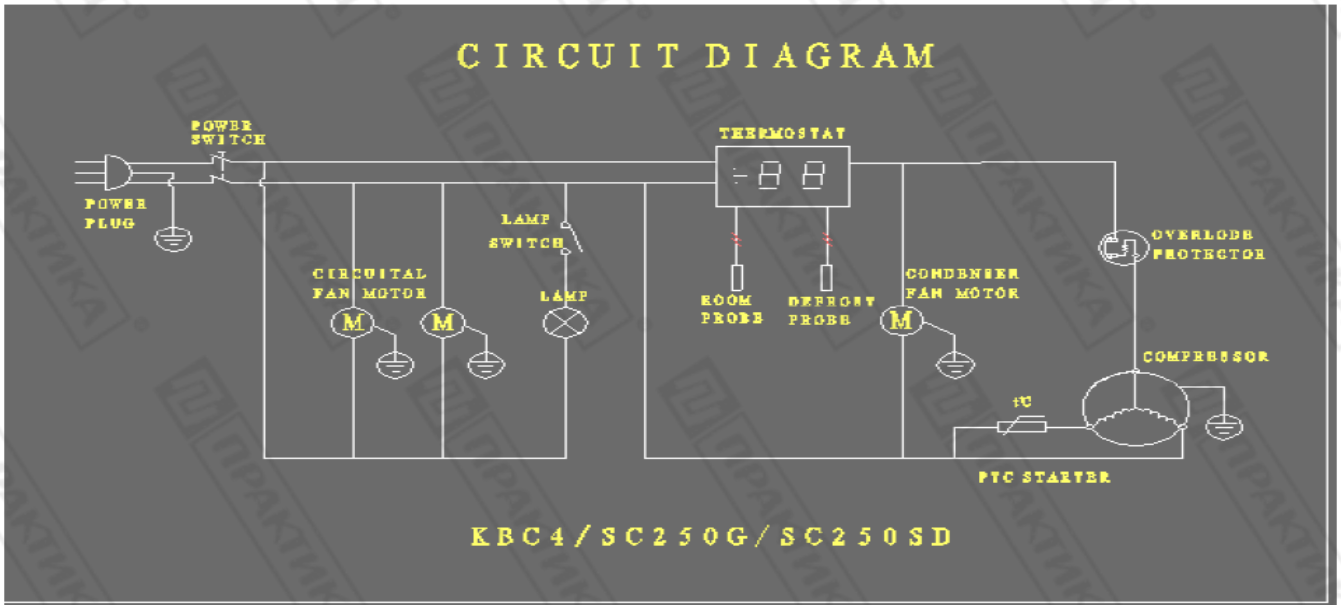 CIRCUIT DIAGRAM
POWER
SWITCH
THERMOSTAT
POWER
PLUG
LAMP
SWITCH
OVERLODE
PROTECTOR
CIRCUITAL
FAN MOTOR
LAMP
ROOM
PROBE
DEFROST
PROBE
CONDENSER
FAN MOTOR
M
M
M
COMPRESSOR
t°C
PTC STARTER
KBC4/SC250G/SC250SD
ПРАКТИКА